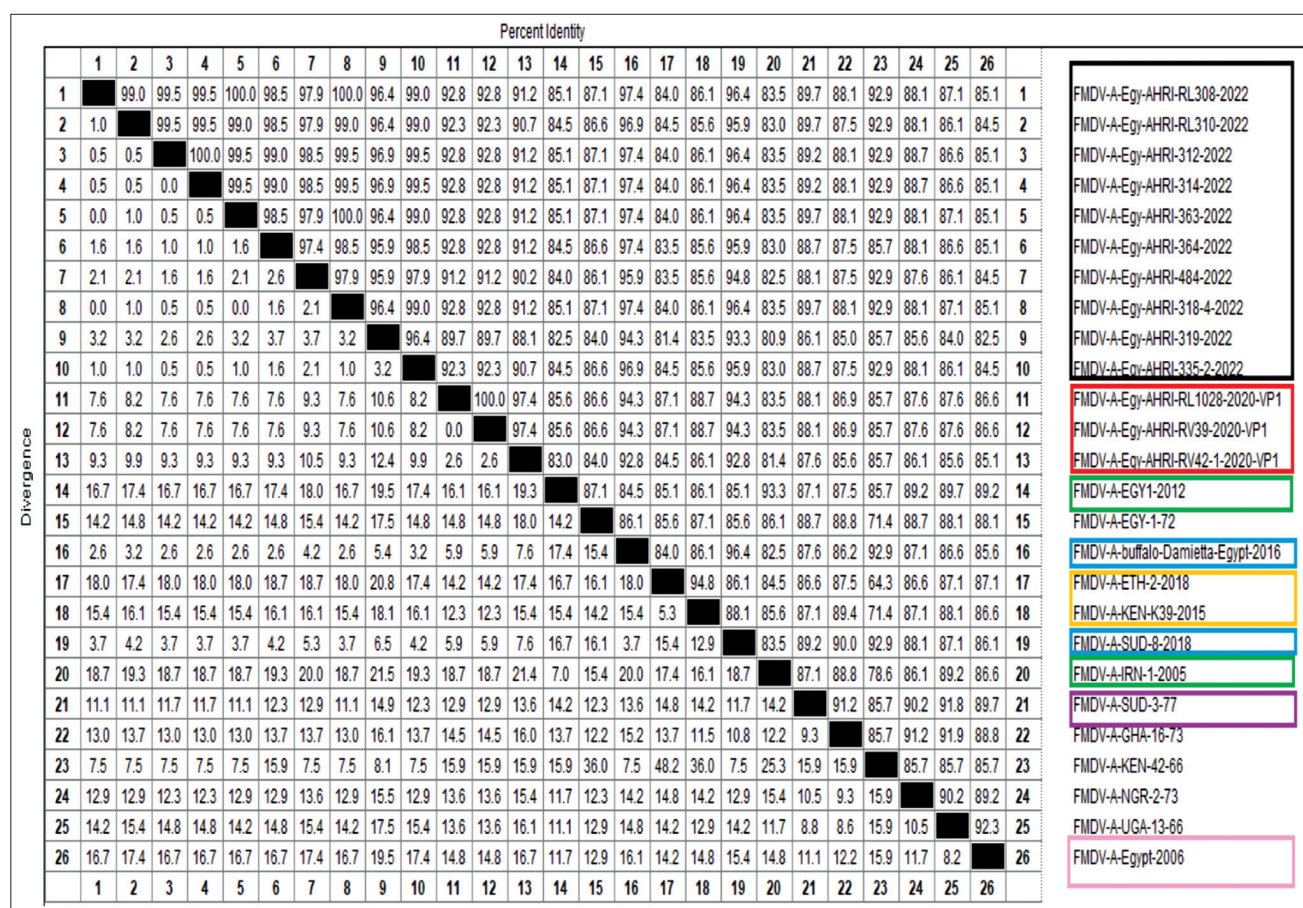 Percent Identity
1 2 3 4 5 6 7 8 9 10 11 12 13 14 15 16 17 18 19 20 21 22 23 24 25 26
1 99.0 99.5 99.5 100.0 98.5 97.9 100.0 96.4 99.0 92.8 92.8 91.2 85.1 87.1 97.4 84.0 86.1 96.4 83.5 89.7 88.1 92.9 88.1 87.1 85.1 1 FMDV-A-Egy-AHRI-RL308-2022
2 1.0 99.5 99.5 99.0 98.5 97.9 99.0 96.4 99.0 92.3 92.3 90.7 84.5 86.6 96.9 84.5 85.6 95.9 83.0 89.7 87.5 92.9 88.1 86.1 84.5 2 FMDV-A-Egy-AHRI-RL310-2022
3 0.5 0.5 100.0 99.5 99.0 98.5 99.5 96.9 99.5 92.8 92.8 91.2 85.1 87.1 97.4 84.0 86.1 96.4 83.5 89.2 88.1 92.9 88.7 86.6 85.1 3 FMDV-A-Egy-AHRI-312-2022
4 0.5 0.5 0.0 99.5 99.0 98.5 99.5 96.9 99.5 92.8 92.8 91.2 85.1 87.1 97.4 84.0 86.1 96.4 83.5 89.2 88.1 92.9 88.7 86.6 85.1 4 FMDV-A-Egy-AHRI-314-2022
5 0.0 1.0 0.5 0.5 98.5 97.9 100.0 96.4 99.0 92.8 92.8 91.2 85.1 87.1 97.4 84.0 86.1 96.4 83.5 89.7 88.1 92.9 88.1 87.1 85.1 5 FMDV-A-Egy-AHRI-363-2022
6 1.6 1.6 1.0 1.0 1.6 97.4 98.5 95.9 98.5 92.8 92.8 91.2 84.5 86.6 97.4 83.5 85.6 95.9 83.0 88.7 87.5 85.7 88.1 86.6 85.1 6 FMDV-A-Egy-AHRI-364-2022
7 2.1 2.1 1.6 1.6 2.1 2.6 97.9 95.9 97.9 91.2 91.2 90.2 84.0 86.1 95.9 83.5 85.6 94.8 82.5 88.1 87.5 92.9 87.6 86.1 84.5 7 FMDV-A-Egy-AHRI-484-2022
8 0.0 1.0 0.5 0.5 0.0 1.6 2.1 96.4 99.0 92.8 92.8 91.2 85.1 87.1 97.4 84.0 86.1 96.4 83.5 89.7 88.1 92.9 88.1 87.1 85.1 8 FMDV-A-Egy-AHRI-318-4-2022
9 3.2 3.2 2.6 2.6 3.2 3.7 3.7 3.2 96.4 89.7 89.7 88.1 82.5 84.0 94.3 81.4 83.5 93.3 80.9 86.1 85.0 85.7 85.6 84.0 82.5 9 FMDV-A-Egy-AHRI-319-2022
10 1.0 1.0 0.5 0.5 1.0 1.6 2.1 1.0 3.2 92.3 92.3 90.7 84.5 86.6 96.9 84.5 85.6 95.9 83.0 88.7 87.5 92.9 88.1 86.1 84.5 10 FMDV-A-Egy-AHRI-335-2-2022
11 7.6 8.2 7.6 7.6 7.6 7.6 9.3 7.6 10.6 8.2 100.0 97.4 85.6 86.6 94.3 87.1 88.7 94.3 83.5 88.1 86.9 85.7 87.6 87.6 86.6 11 FMDV-A-Egy-AHRI-RL1028-2020-VP1
12 7.6 8.2 7.6 7.6 7.6 7.6 9.3 7.6 10.6 8.2 0.0 97.4 85.6 86.6 94.3 87.1 88.7 94.3 83.5 88.1 86.9 85.7 87.6 87.6 86.6 12 FMDV-A-Egy-AHRI-RV39-2020-VP1
13 9.3 9.9 9.3 9.3 9.3 9.3 10.5 9.3 12.4 9.9 2.6 2.6 83.0 84.0 92.8 84.5 86.1 92.8 81.4 87.6 85.6 85.7 86.1 85.6 85.1 13 FMDV-A-Egy-AHRI-RV42-1-2020-VP1
14 16.7 17.4 16.7 16.7 16.7 17.4 18.0 16.7 19.5 17.4 16.1 16.1 19.3 87.1 84.5 85.1 86.1 85.1 93.3 87.1 87.5 85.7 89.2 89.7 89.2 14 FMDV-A-EGY1-2012
15 14.2 14.8 14.2 14.2 14.2 14.8 15.4 14.2 17.5 14.8 14.8 14.8 18.0 14.2 86.1 85.6 87.1 85.6 86.1 88.7 88.8 71.4 88.7 88.1 88.1 15 FMDV-A-EGY-1-72
16 2.6 3.2 2.6 2.6 2.6 2.6 4.2 2.6 5.4 3.2 5.9 5.9 7.6 17.4 15.4 84.0 86.1 96.4 82.5 87.6 86.2 92.9 87.1 86.6 85.6 16 FMDV-A-buffalo-Damietta-Egypt-2016
17 18.0 17.4 18.0 18.0 18.0 18.7 18.7 18.0 20.8 17.4 14.2 14.2 17.4 16.7 16.1 18.0 94.8 86.1 84.5 86.6 87.5 64.3 86.6 87.1 87.1 17 FMDV-A-ETH-2-2018
18 15.4 16.1 15.4 15.4 15.4 16.1 16.1 15.4 18.1 16.1 12.3 12.3 15.4 15.4 14.2 15.4 5.3 88.1 85.6 87.1 89.4 71.4 87.1 88.1 86.6 18 FMDV-A-KEN-K39-2015
19 3.7 4.2 3.7 3.7 3.7 4.2 5.3 3.7 6.5 4.2 5.9 5.9 7.6 16.7 16.1 3.7 15.4 12.9 83.5 89.2 90.0 92.9 88.1 87.1 86.1 19 FMDV-A-SUD-8-2018
20 18.7 19.3 18.7 18.7 18.7 19.3 20.0 18.7 21.5 19.3 18.7 18.7 21.4 7.0 15.4 20.0 17.4 16.1 18.7 87.1 88.8 78.6 86.1 89.2 86.6 20 FMDV-A-IRN-1-2005
21 11.1 11.1 11.7 11.7 11.1 12.3 12.9 11.1 14.9 12.3 12.9 12.9 13.6 14.2 12.3 13.6 14.8 14.2 11.7 14.2 91.2 85.7 90.2 91.8 89.7 21 FMDV-A-SUD-3-77
22 13.0 13.7 13.0 13.0 13.0 13.7 13.7 13.0 16.1 13.7 14.5 14.5 16.0 13.7 12.2 15.2 13.7 11.5 10.8 12.2 9.3 85.7 91.2 91.9 88.8 22 FMDV-A-GHA-16-73
23 7.5 7.5 7.5 7.5 7.5 15.9 7.5 7.5 8.1 7.5 15.9 15.9 15.9 15.9 36.0 7.5 48.2 36.0 7.5 25.3 15.9 15.9 85.7 85.7 85.7 23 FMDV-A-KEN-42-66
24 12.9 12.9 12.3 12.3 12.9 12.9 13.6 12.9 15.5 12.9 13.6 13.6 15.4 11.7 12.3 14.2 14.8 14.2 12.9 15.4 10.5 9.3 15.9 90.2 89.2 24 FMDV-A-NGR-2-73
25 14.2 15.4 14.8 14.8 14.2 14.8 15.4 14.2 17.5 15.4 13.6 13.6 16.1 11.1 12.9 14.8 14.2 12.9 14.2 11.7 8.8 8.6 15.9 10.5 92.3 25 FMDV-A-UGA-13-66
26 16.7 17.4 16.7 16.7 16.7 16.7 17.4 16.7 19.5 17.4 14.8 14.8 16.7 11.7 12.9 16.1 14.2 14.8 15.4 14.8 11.1 12.2 15.9 11.7 8.2 26 FMDV-A-Egypt-2006
1 2 3 4 5 6 7 8 9 10 11 12 13 14 15 16 17 18 19 20 21 22 23 24 25 26
Divergence